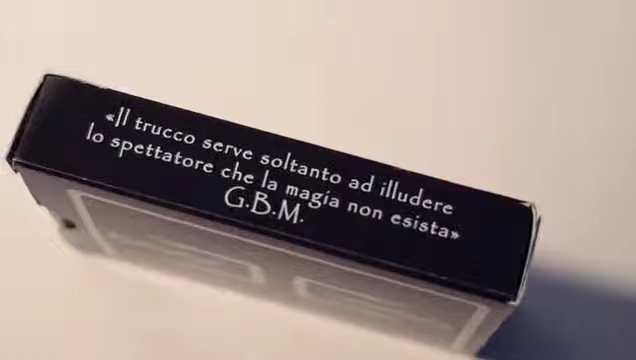 «Il trucco serve soltanto ad illudere
lo spettatore che la magia non esista»
G.B.M.